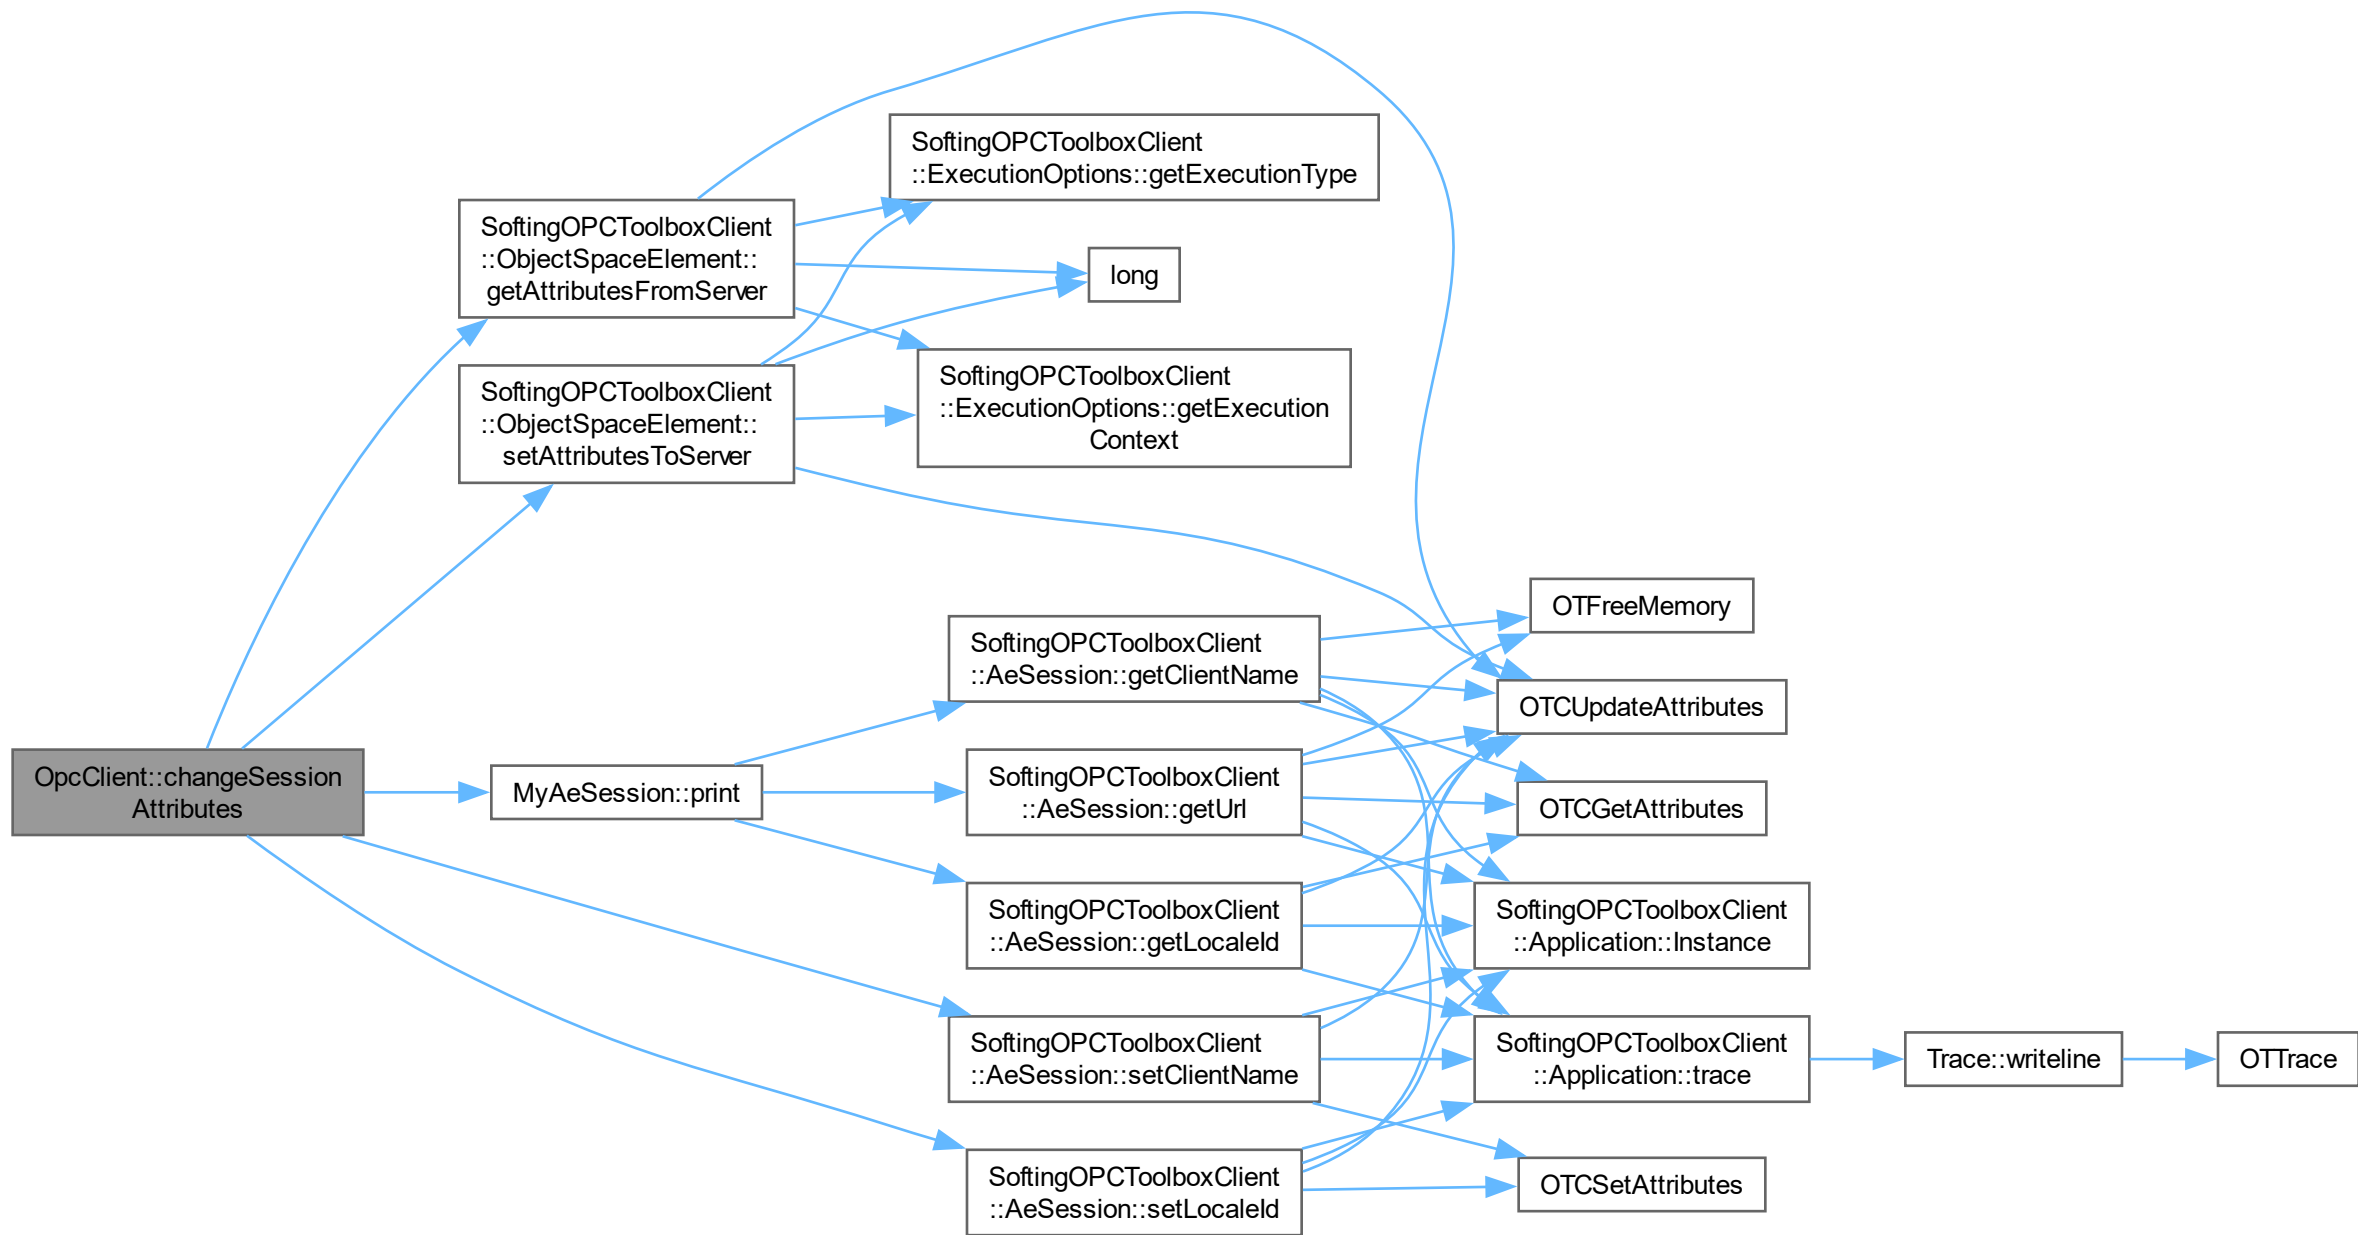 OpcClient::changeSession
Attributes
SoftingOPCToolboxClient
::ObjectSpaceElement::
getAttributesFromServer
SoftingOPCToolboxClient
::ExecutionOptions::getExecutionType
long
SoftingOPCToolboxClient
::ExecutionOptions::getExecution
Context
SoftingOPCToolboxClient
::ObjectSpaceElement::
setAttributesToServer
MyAeSession::print
SoftingOPCToolboxClient
::AeSession::getClientName
SoftingOPCToolboxClient
::AeSession::getUrl
SoftingOPCToolboxClient
::AeSession::getLocaleId
SoftingOPCToolboxClient
::AeSession::setClientName
SoftingOPCToolboxClient
::AeSession::setLocaleId
OTFreeMemory
OTCUpdateAttributes
OTCGetAttributes
SoftingOPCToolboxClient
::Application::Instance
SoftingOPCToolboxClient
::Application::trace
OTCSetAttributes
Trace::writeline
OTTrace